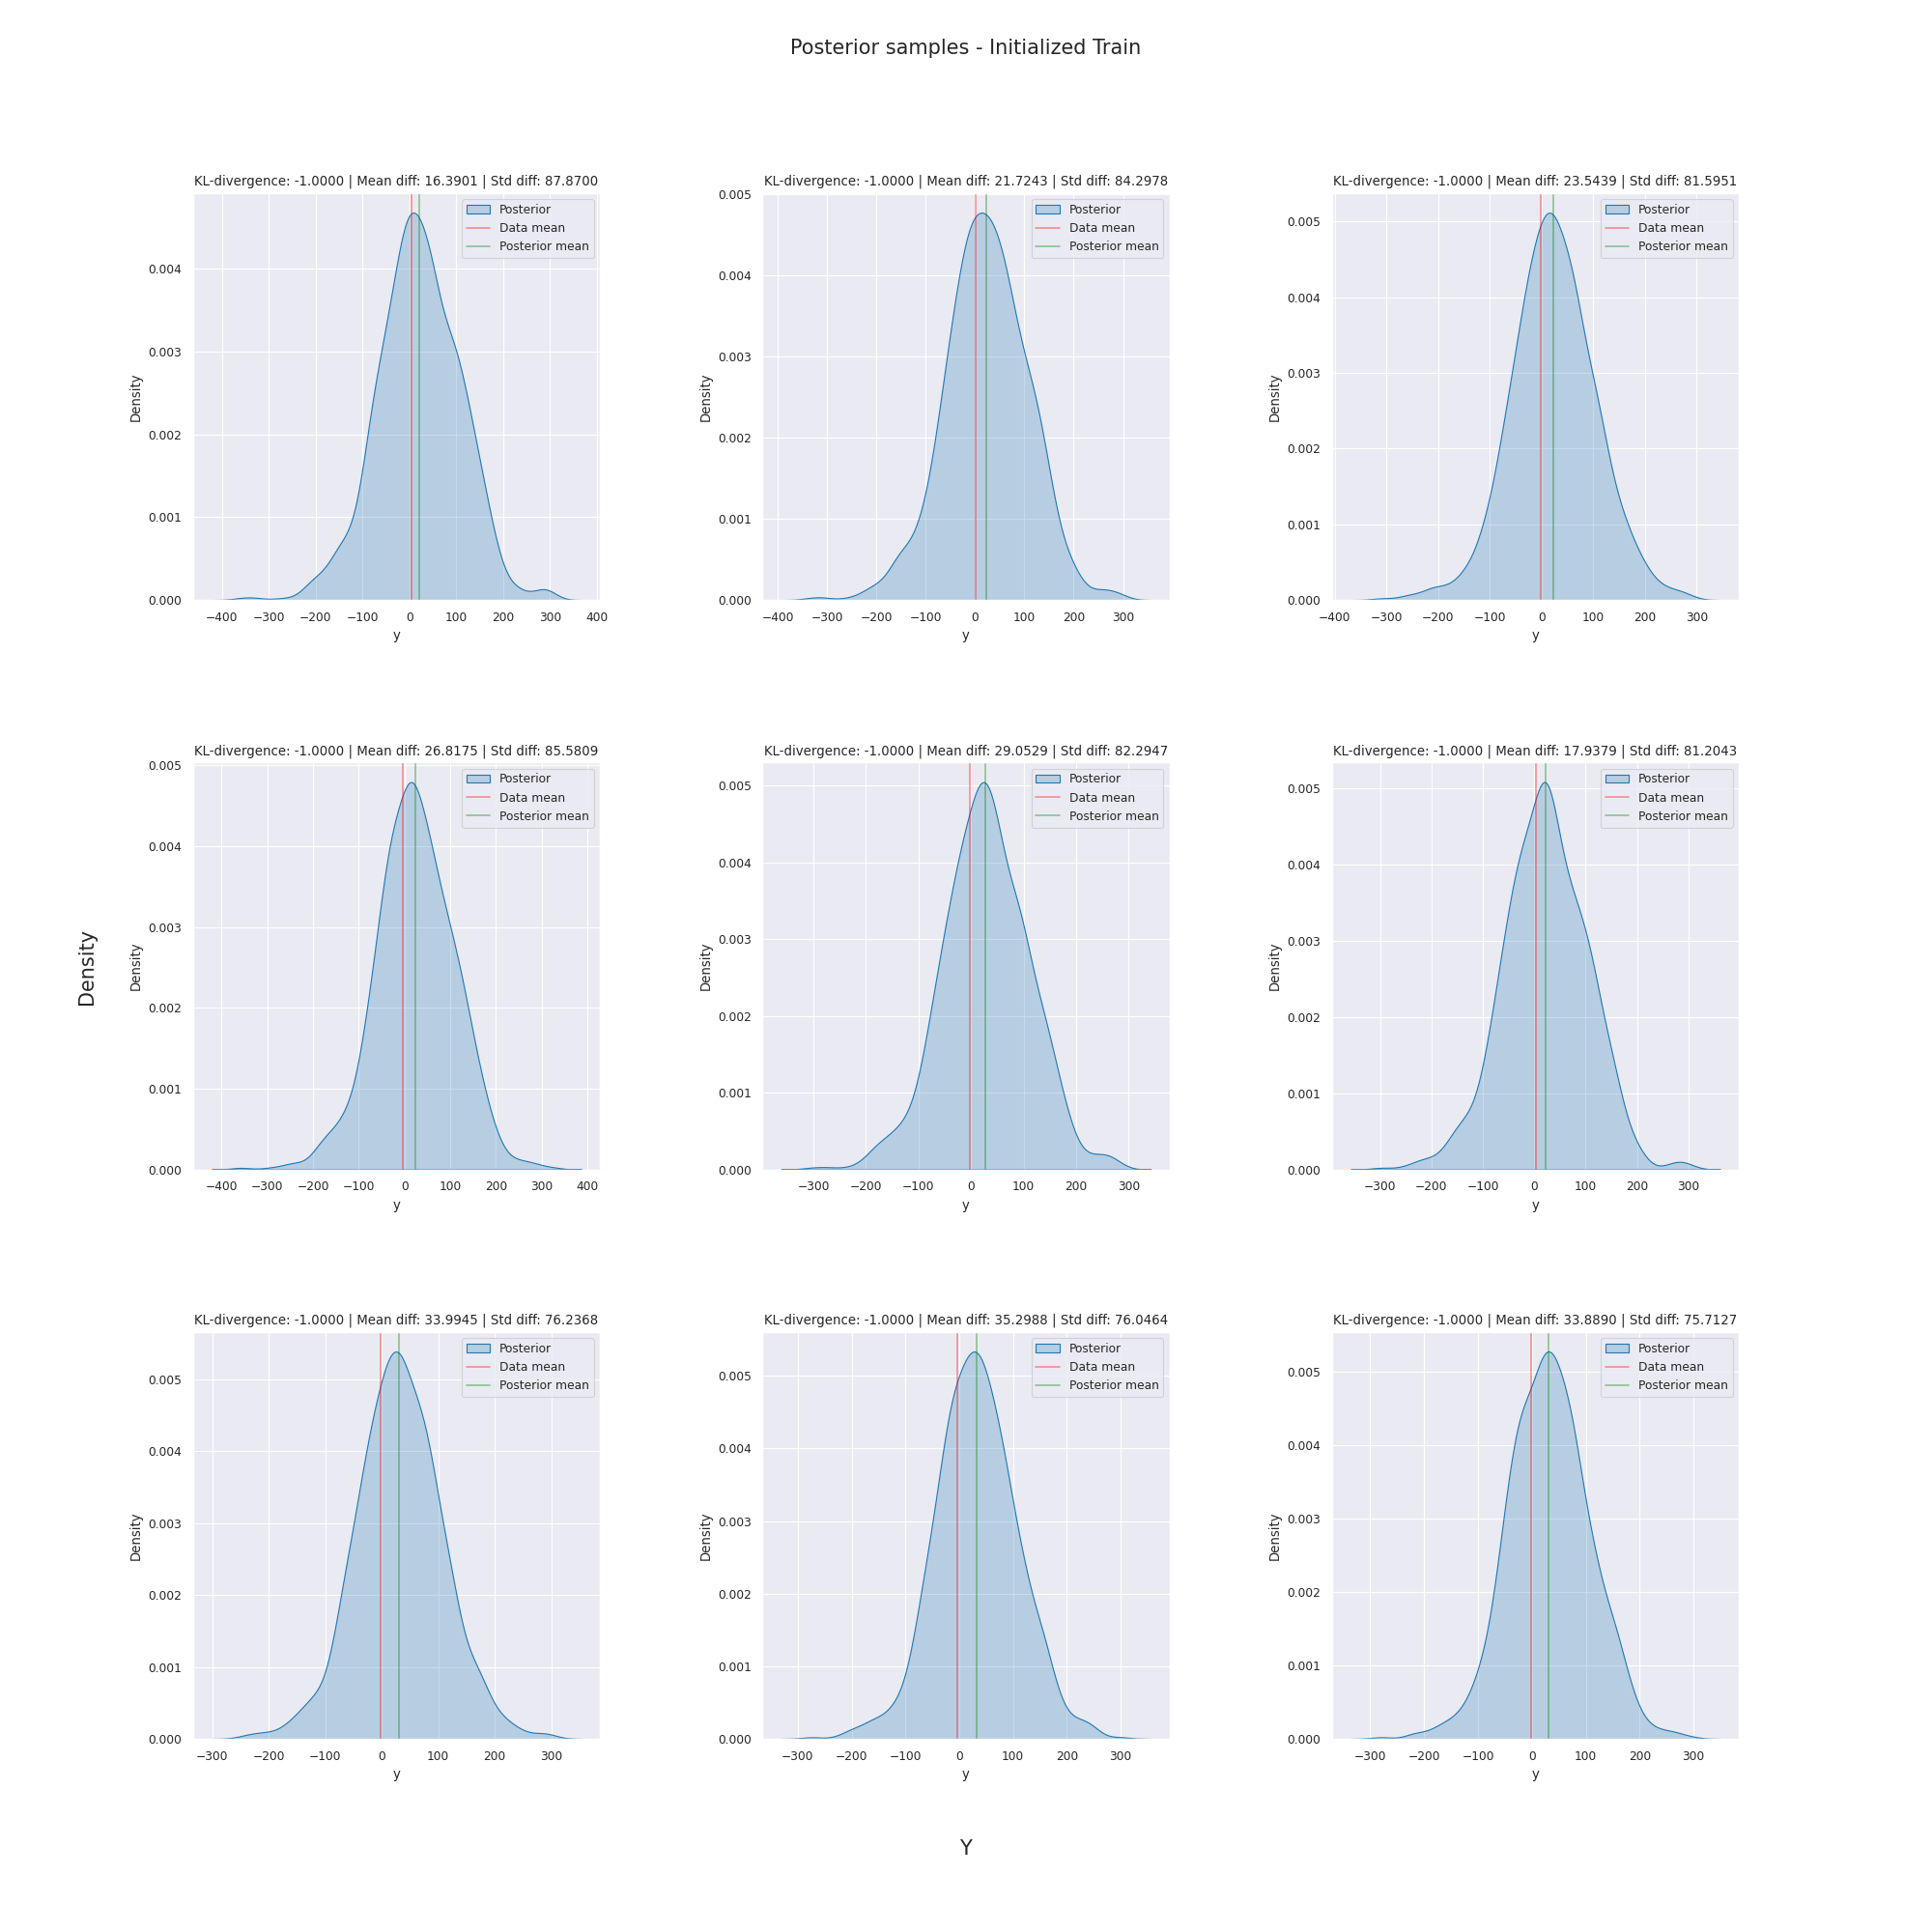 Posterior samples - Initialized Train
KL-divergence: -1.0000 | Mean diff: 16.3901 | Std diff: 87.8700
Posterior
Data mean
Posterior mean
0.004
0.003
0.002
0.001
0.000
Density
−400 −300 −200 −100 0 100 200 300 400
y
KL-divergence: -1.0000 | Mean diff: 21.7243 | Std diff: 84.2978
Posterior
Data mean
Posterior mean
0.005
0.004
0.003
0.002
0.001
0.000
Density
−400 −300 −200 −100 0 100 200 300
y
KL-divergence: -1.0000 | Mean diff: 23.5439 | Std diff: 81.5951
Posterior
Data mean
Posterior mean
0.005
0.004
0.003
0.002
0.001
0.000
Density
−400 −300 −200 −100 0 100 200 300
y
KL-divergence: -1.0000 | Mean diff: 26.8175 | Std diff: 85.5809
Posterior
Data mean
Posterior mean
0.005
0.004
0.003
0.002
0.001
0.000
Density
−400 −300 −200 −100 0 100 200 300 400
y
KL-divergence: -1.0000 | Mean diff: 29.0529 | Std diff: 82.2947
Posterior
Data mean
Posterior mean
0.005
0.004
0.003
0.002
0.001
0.000
Density
−300 −200 −100 0 100 200 300
y
KL-divergence: -1.0000 | Mean diff: 17.9379 | Std diff: 81.2043
Posterior
Data mean
Posterior mean
0.005
0.004
0.003
0.002
0.001
0.000
Density
−300 −200 −100 0 100 200 300
y
Density
KL-divergence: -1.0000 | Mean diff: 33.9945 | Std diff: 76.2368
Posterior
Data mean
Posterior mean
0.005
0.004
0.003
0.002
0.001
0.000
Density
−300 −200 −100 0 100 200 300
y
KL-divergence: -1.0000 | Mean diff: 35.2988 | Std diff: 76.0464
Posterior
Data mean
Posterior mean
0.005
0.004
0.003
0.002
0.001
0.000
Density
−300 −200 −100 0 100 200 300
y
KL-divergence: -1.0000 | Mean diff: 33.8890 | Std diff: 75.7127
Posterior
Data mean
Posterior mean
0.005
0.004
0.003
0.002
0.001
0.000
Density
−300 −200 −100 0 100 200 300
y
Y